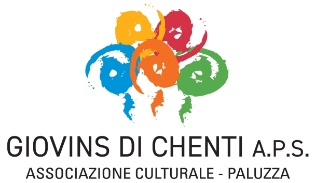 GIOVINS DI CHENTI A.P.S.
ASSOCIAZIONE CULTURALE - PALUZZA